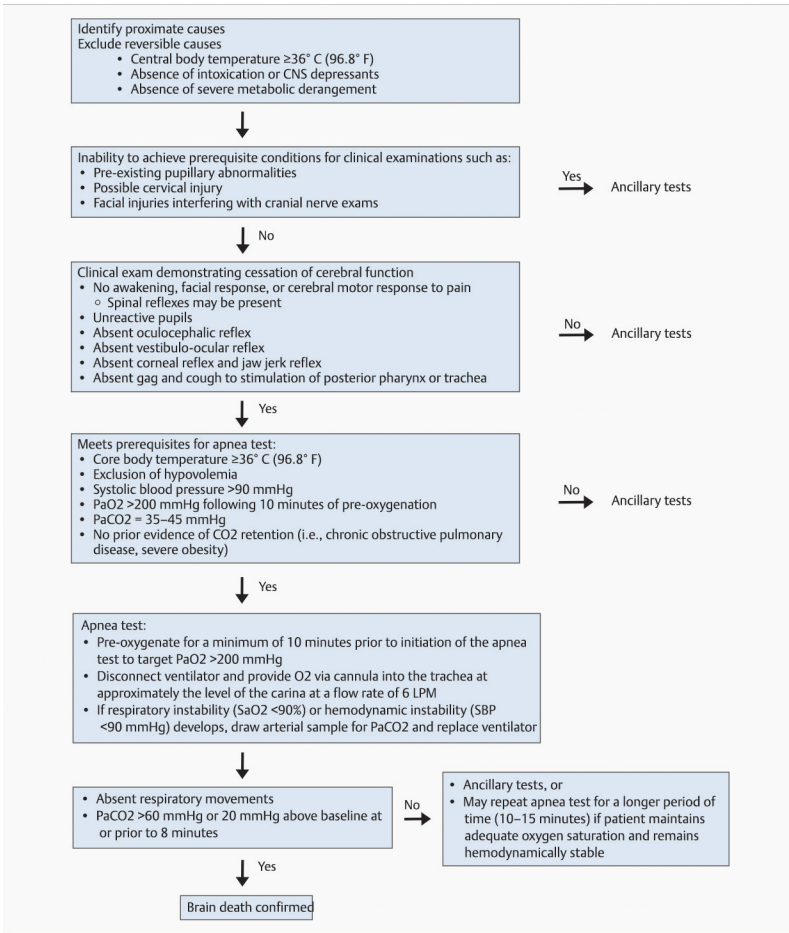 Identify proximate causes
Exclude reversible causes
• Central body temperature ≥36° C (96.8° F)
• Absence of intoxication or CNS depressants
• Absence of severe metabolic derangement
Inability to achieve prerequisite conditions for clinical examinations such as:
• Pre-existing pupillary abnormalities
• Possible cervical injury
• Facial injuries interfering with cranial nerve exams
Yes
Ancillary tests
No
Clinical exam demonstrating cessation of cerebral function
• No awakening, facial response, or cerebral motor response to pain
○ Spinal reflexes may be present
• Unreactive pupils
• Absent oculocephalic reflex
• Absent vestibulo-ocular reflex
• Absent corneal reflex and jaw jerk reflex
• Absent gag and cough to stimulation of posterior pharynx or trachea
No
Ancillary tests
Yes
Meets prerequisites for apnea test:
• Core body temperature ≥36° C (96.8° F)
• Exclusion of hypovolemia
• Systolic blood pressure >90 mmHg
• PaO2 >200 mmHg following 10 minutes of pre-oxygenation
• PaCO2 = 35–45 mmHg
• No prior evidence of CO2 retention (i.e., chronic obstructive pulmonary
disease, severe obesity)
No
Ancillary tests
Yes
Apnea test:
• Pre-oxygenate for a minimum of 10 minutes prior to initiation of the apnea
test to target PaO2 >200 mmHg
• Disconnect ventilator and provide O2 via cannula into the trachea at
approximately the level of the carina at a flow rate of 6 LPM
• If respiratory instability (SaO2 <90%) or hemodynamic instability (SBP
<90 mmHg) develops, draw arterial sample for PaCO2 and replace ventilator
• Absent respiratory movements
• PaCO2 >60 mmHg or 20 mmHg above baseline at
or prior to 8 minutes
No
• Ancillary tests, or
• May repeat apnea test for a longer period of
time (10–15 minutes) if patient maintains
adequate oxygen saturation and remains
hemodynamically stable
Yes
Brain death confirmed